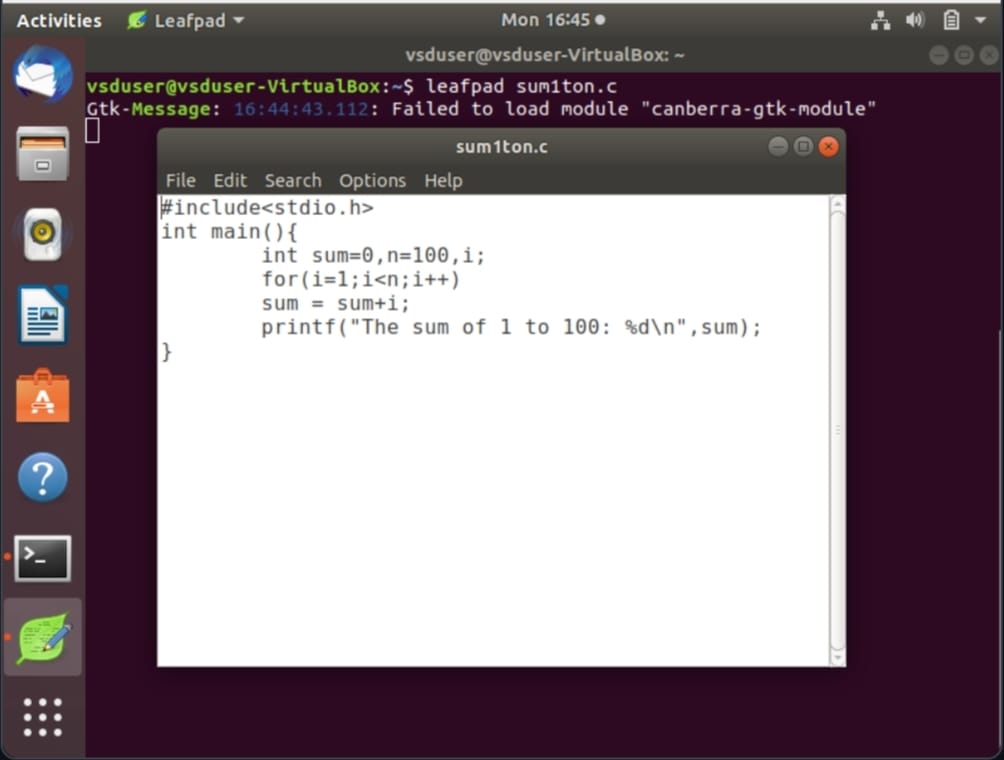 Activities Leafpad Mon 16:45
vsduser@vsduser-VirtualBox: ~
vsduser@vsduser-VirtualBox:~$ leafpad sum1ton.c
Gtk-Message: 16:44:43.112: Failed to load module "canberra-gtk-module"
sum1ton.c
File Edit Search Options Help
#include<stdio.h>
int main(){
int sum=0,n=100,i;
for(i=1;i<n;i++)
sum = sum+i;
printf("The sum of 1 to 100: %d\n",sum);
}